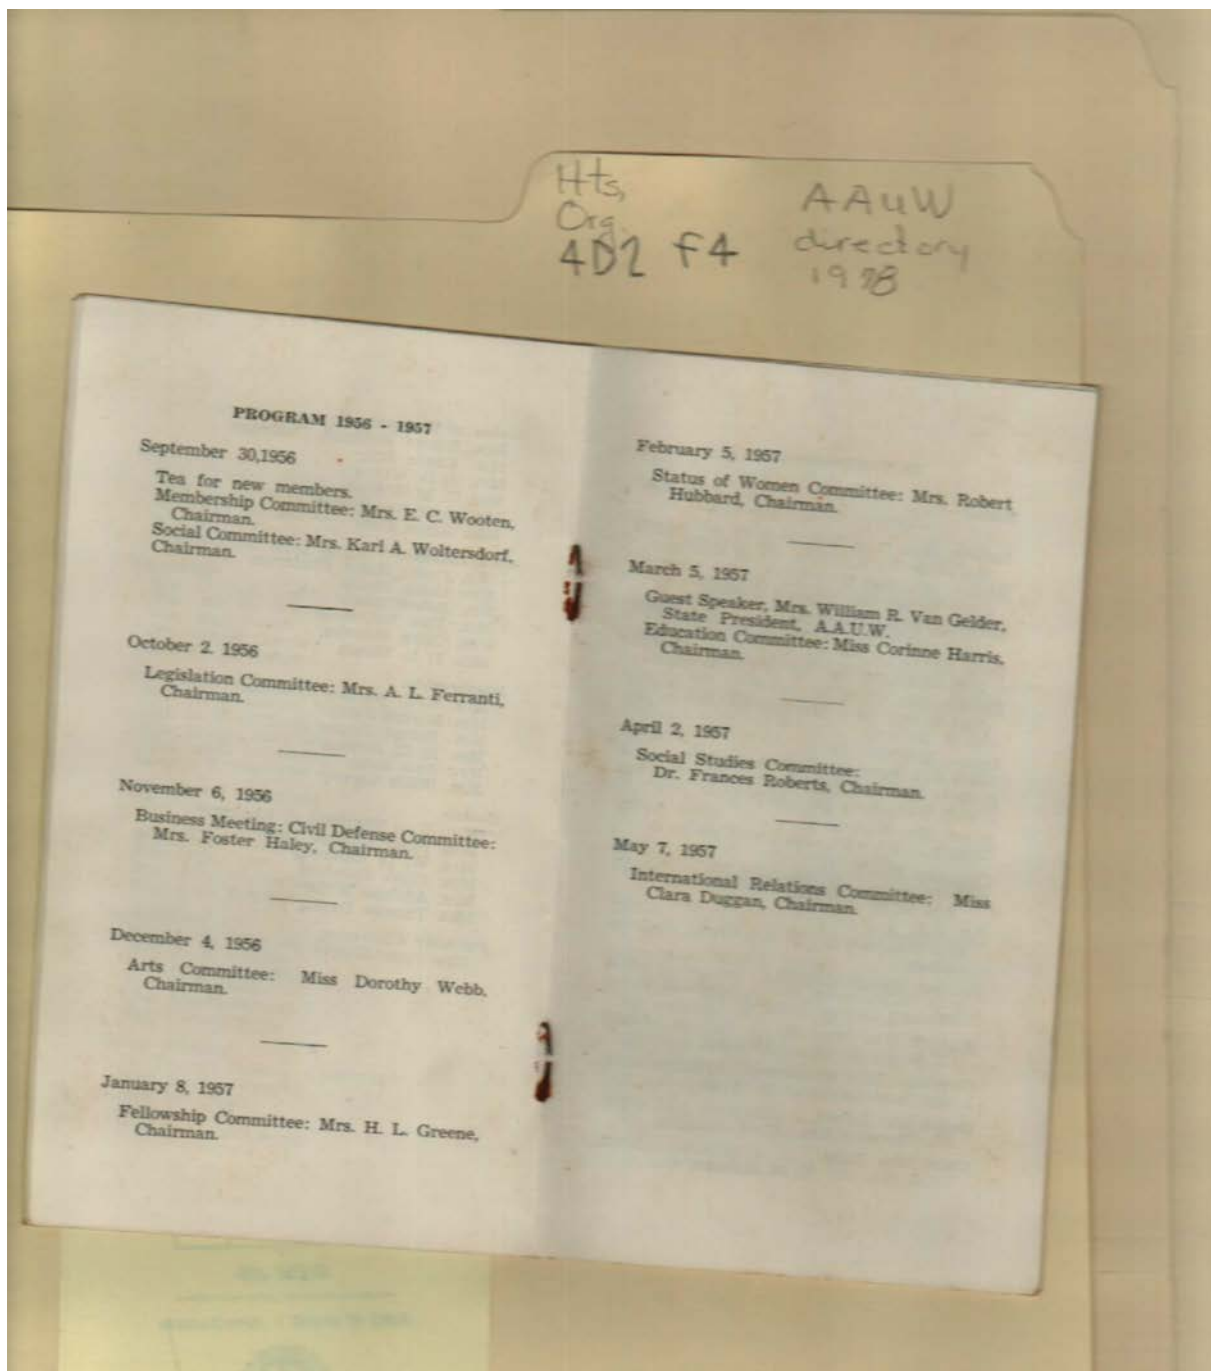 Hts,
Org.
4D2 f4
AAUW
directory
PROGRAM 1956 - 1957
September 30,1956
Tea for new members.
Membership Committee: Mrs. E. C. Wooten,
Chairman.
Social Committee: Mrs. Karl A. Woltersdorf,
Chairman.
October 2. 1956
Legislation Committee: Mrs. A. L. Ferranti,
Chairman.
November 6, 1956
Business Meeting: Civil Defense Committee:
Mrs. Foster Haley, Chairman.
December 4, 1956
Arts Committee: Miss Dorothy Webb,
Chairman.
January 8, 1957
Fellowship Committee: Mrs. H. L. Greene,
Chairman.
February 5, 1957
Status of Women Committee: Mrs. Robert
Hubbard, Chairman.
March 5, 1957
Guest Speaker, Mrs. William R. Van Gelder,
State President, A.A.U.W.
Education Committee: Miss Corinne Harris,
Chairman.
April 2, 1957
Social Studies Committee:
Dr. Frances Roberts, Chairman.
May 7, 1957
International Relations Committee: Miss
Clara Duggan, Chairman.